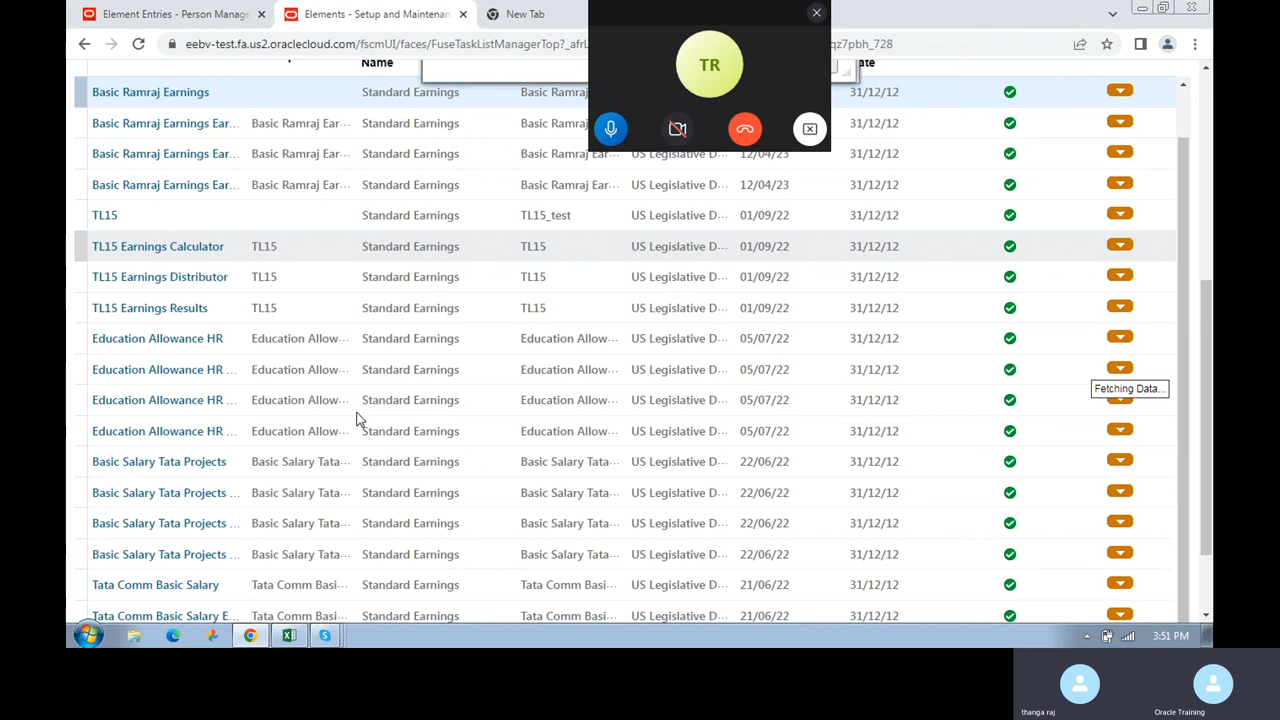 Element Entries - Person Manage
Elements - Setup and Maintenan
New Tab
eebv-test.fa.us2.oraclecloud.com/fscmUI/faces/FuseTaskListManagerTop?_afrL
qz7pbh_728
TR
Name
Basic Ramraj Standard Earnings Basic Ramraj 31/12/12
Basic Ramraj Earnings Ear... Basic Ramraj Ear... Standard Earnings Basic Ramraj 31/12/12
Basic Ramraj Earnings Ear... Basic Ramraj Ear... Standard Earnings Basic Ramraj 12/04/23 31/12/12
Basic Ramraj Earnings Ear... Basic Ramraj Ear... Standard Earnings Basic Ramraj Ear... US Legislative D... 12/04/23 31/12/12
TL15 Standard Earnings TL15_test US Legislative D... 01/09/22 31/12/12
TL15 Earnings Calculator TL15 Standard Earnings TL15 US Legislative D... 01/09/22 31/12/12
TL15 Earnings Distributor TL15 Standard Earnings TL15 US Legislative D... 01/09/22 31/12/12
TL15 Earnings Results TL15 Standard Earnings TL15 US Legislative D... 01/09/22 31/12/12
Education Allowance HR Education Allow... Standard Earnings Education Allow... US Legislative D... 05/07/22 31/12/12
Education Allowance HR ... Education Allow... Standard Earnings Education Allow... US Legislative D... 05/07/22 31/12/12
Fetching Data...
Education Allowance HR ... Education Allow... Standard Earnings Education Allow... US Legislative D... 05/07/22 31/12/12
Education Allowance HR ... Education Allow... Standard Earnings Education Allow... US Legislative D... 05/07/22 31/12/12
Basic Salary Tata Projects Basic Salary Tata... Standard Earnings Basic Salary Tata... US Legislative D... 22/06/22 31/12/12
Basic Salary Tata Projects ... Basic Salary Tata... Standard Earnings Basic Salary Tata... US Legislative D... 22/06/22 31/12/12
Basic Salary Tata Projects ... Basic Salary Tata... Standard Earnings Basic Salary Tata... US Legislative D... 22/06/22 31/12/12
Basic Salary Tata Projects ... Basic Salary Tata... Standard Earnings Basic Salary Tata... US Legislative D... 22/06/22 31/12/12
Tata Comm Basic Salary Tata Comm Basi... Standard Earnings Tata Comm Basi... US Legislative D... 21/06/22 31/12/12
Tata Comm Basic Salary E... Tata Comm Basi... Standard Earnings Tata Comm Basi... US Legislative D... 21/06/22 31/12/12
3:51 PM
thanga raj
Oracle Training